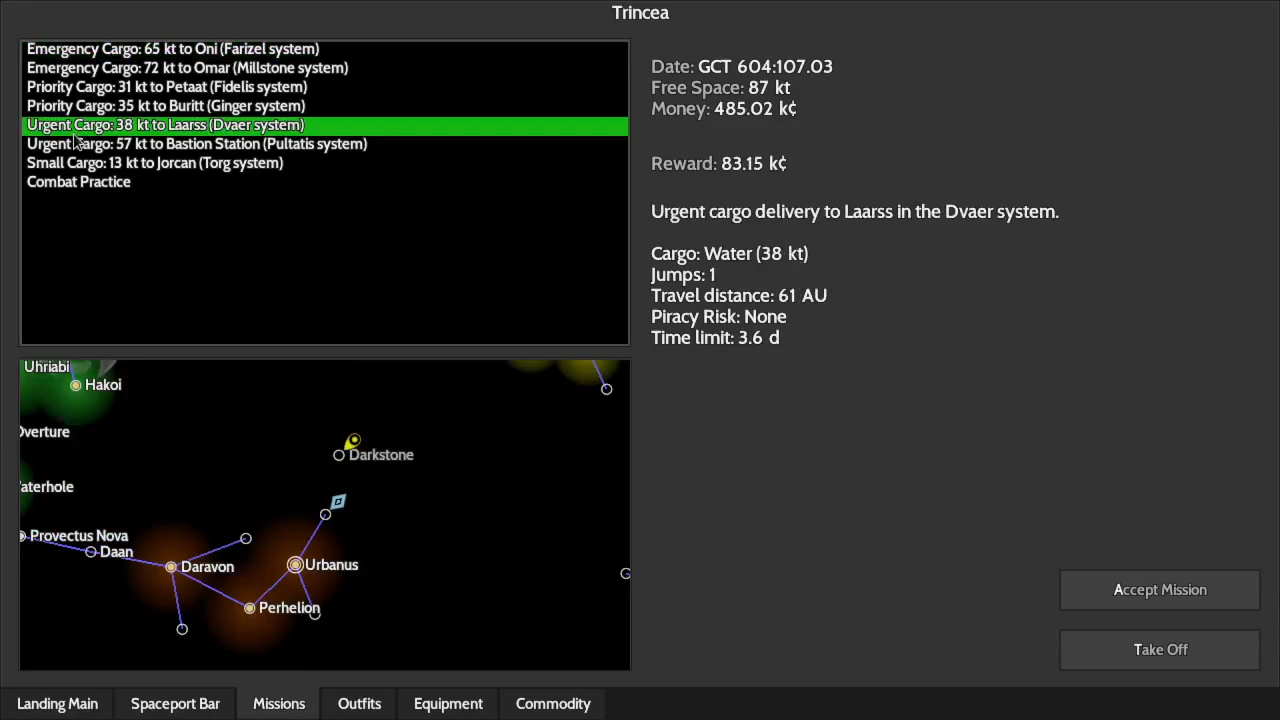 Trincea
Emergency Cargo: 65 kt to Oni (Farizel system)
Emergency Cargo: 72 kt to Omar (Millstone system)
Priority Cargo: 31 kt to Petaat (Fidelis system)
Priority Cargo: 35 kt to Buritt (Ginger system)
Urgent Cargo: 38 kt to Laarss (Dvaer system)
Urgent Cargo: 57 kt to Bastion Station (Pultatis system)
Small Cargo: 13 kt to Jorcan (Torg system)
Combat Practice
Date: GCT 604:107.03
Free Space: 87 kt
Money: 485.02 k¢
Reward: 83.15 k¢
Urgent cargo delivery to Laarss in the Dvaer system.
Cargo: Water (38 kt)
Jumps: 1
Travel distance: 61 AU
Piracy Risk: None
Time limit: 3.6 d
Uhriabi
Hakoi
Overture
Darkstone
aterhole
Provectus Nova
Daan
Daravon
Urbanus
Perhelion
Accept Mission
Take Off
Landing Main
Spaceport Bar
Missions
Outfits
Equipment
Commodity